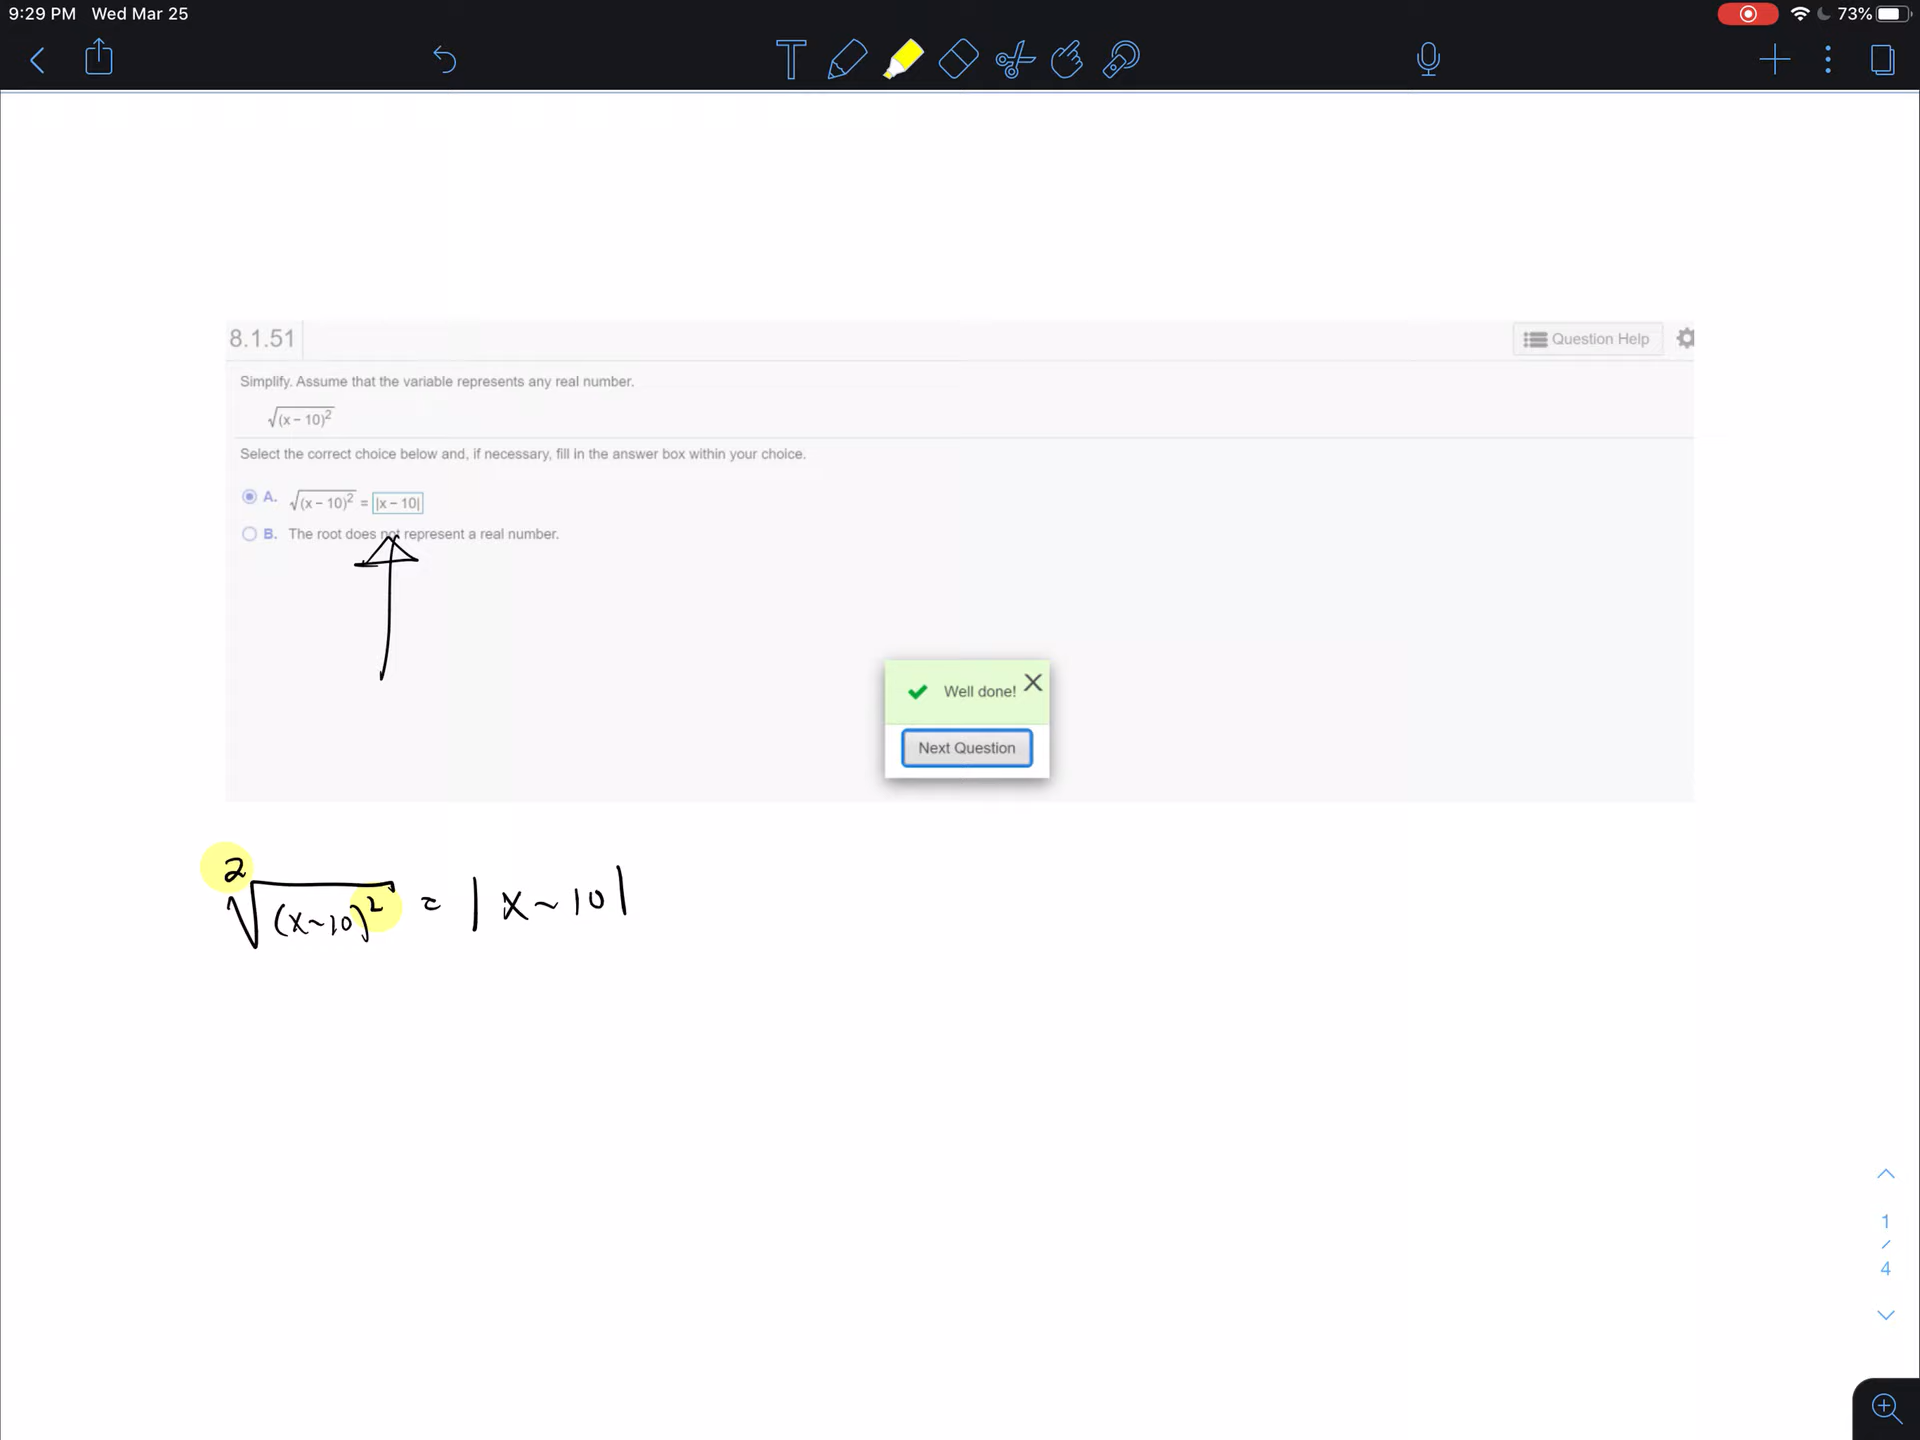 9:29 PM Wed Mar 25 73%
8.1.51 Question Help
Simplify. Assume that the variable represents any real number.
√(x − 10)²
Select the correct choice below and, if necessary, fill in the answer box within your choice.
A. √(x − 10)² = |x − 10|
B. The root does not represent a real number.
Well done!
Next Question
²√(x~10)² = |x~10|
1
/
4